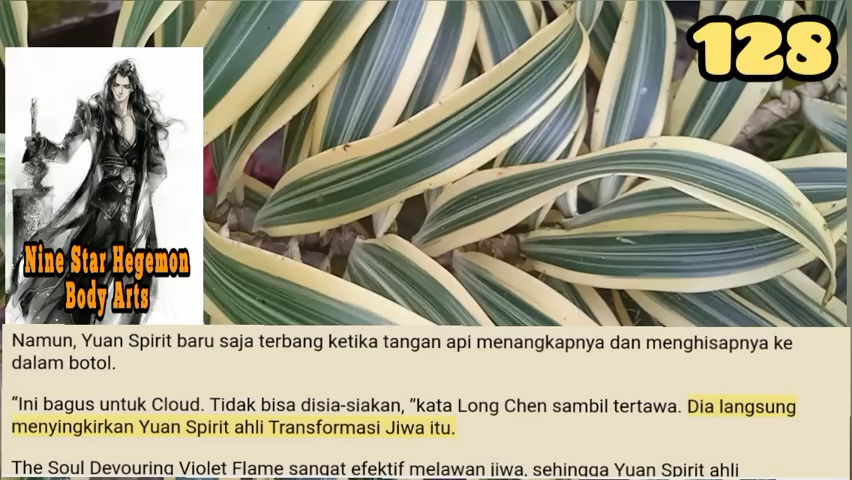 128
Nine Star Hegemon
Body Arts
Namun, Yuan Spirit baru saja terbang ketika tangan api menangkapnya dan menghisapnya ke
dalam botol.
“Ini bagus untuk Cloud. Tidak bisa disia-siakan, ”kata Long Chen sambil tertawa. Dia langsung
menyingkirkan Yuan Spirit ahli Transformasi Jiwa itu.
The Soul Devouring Violet Flame sangat efektif melawan jiwa, sehingga Yuan Spirit ahli